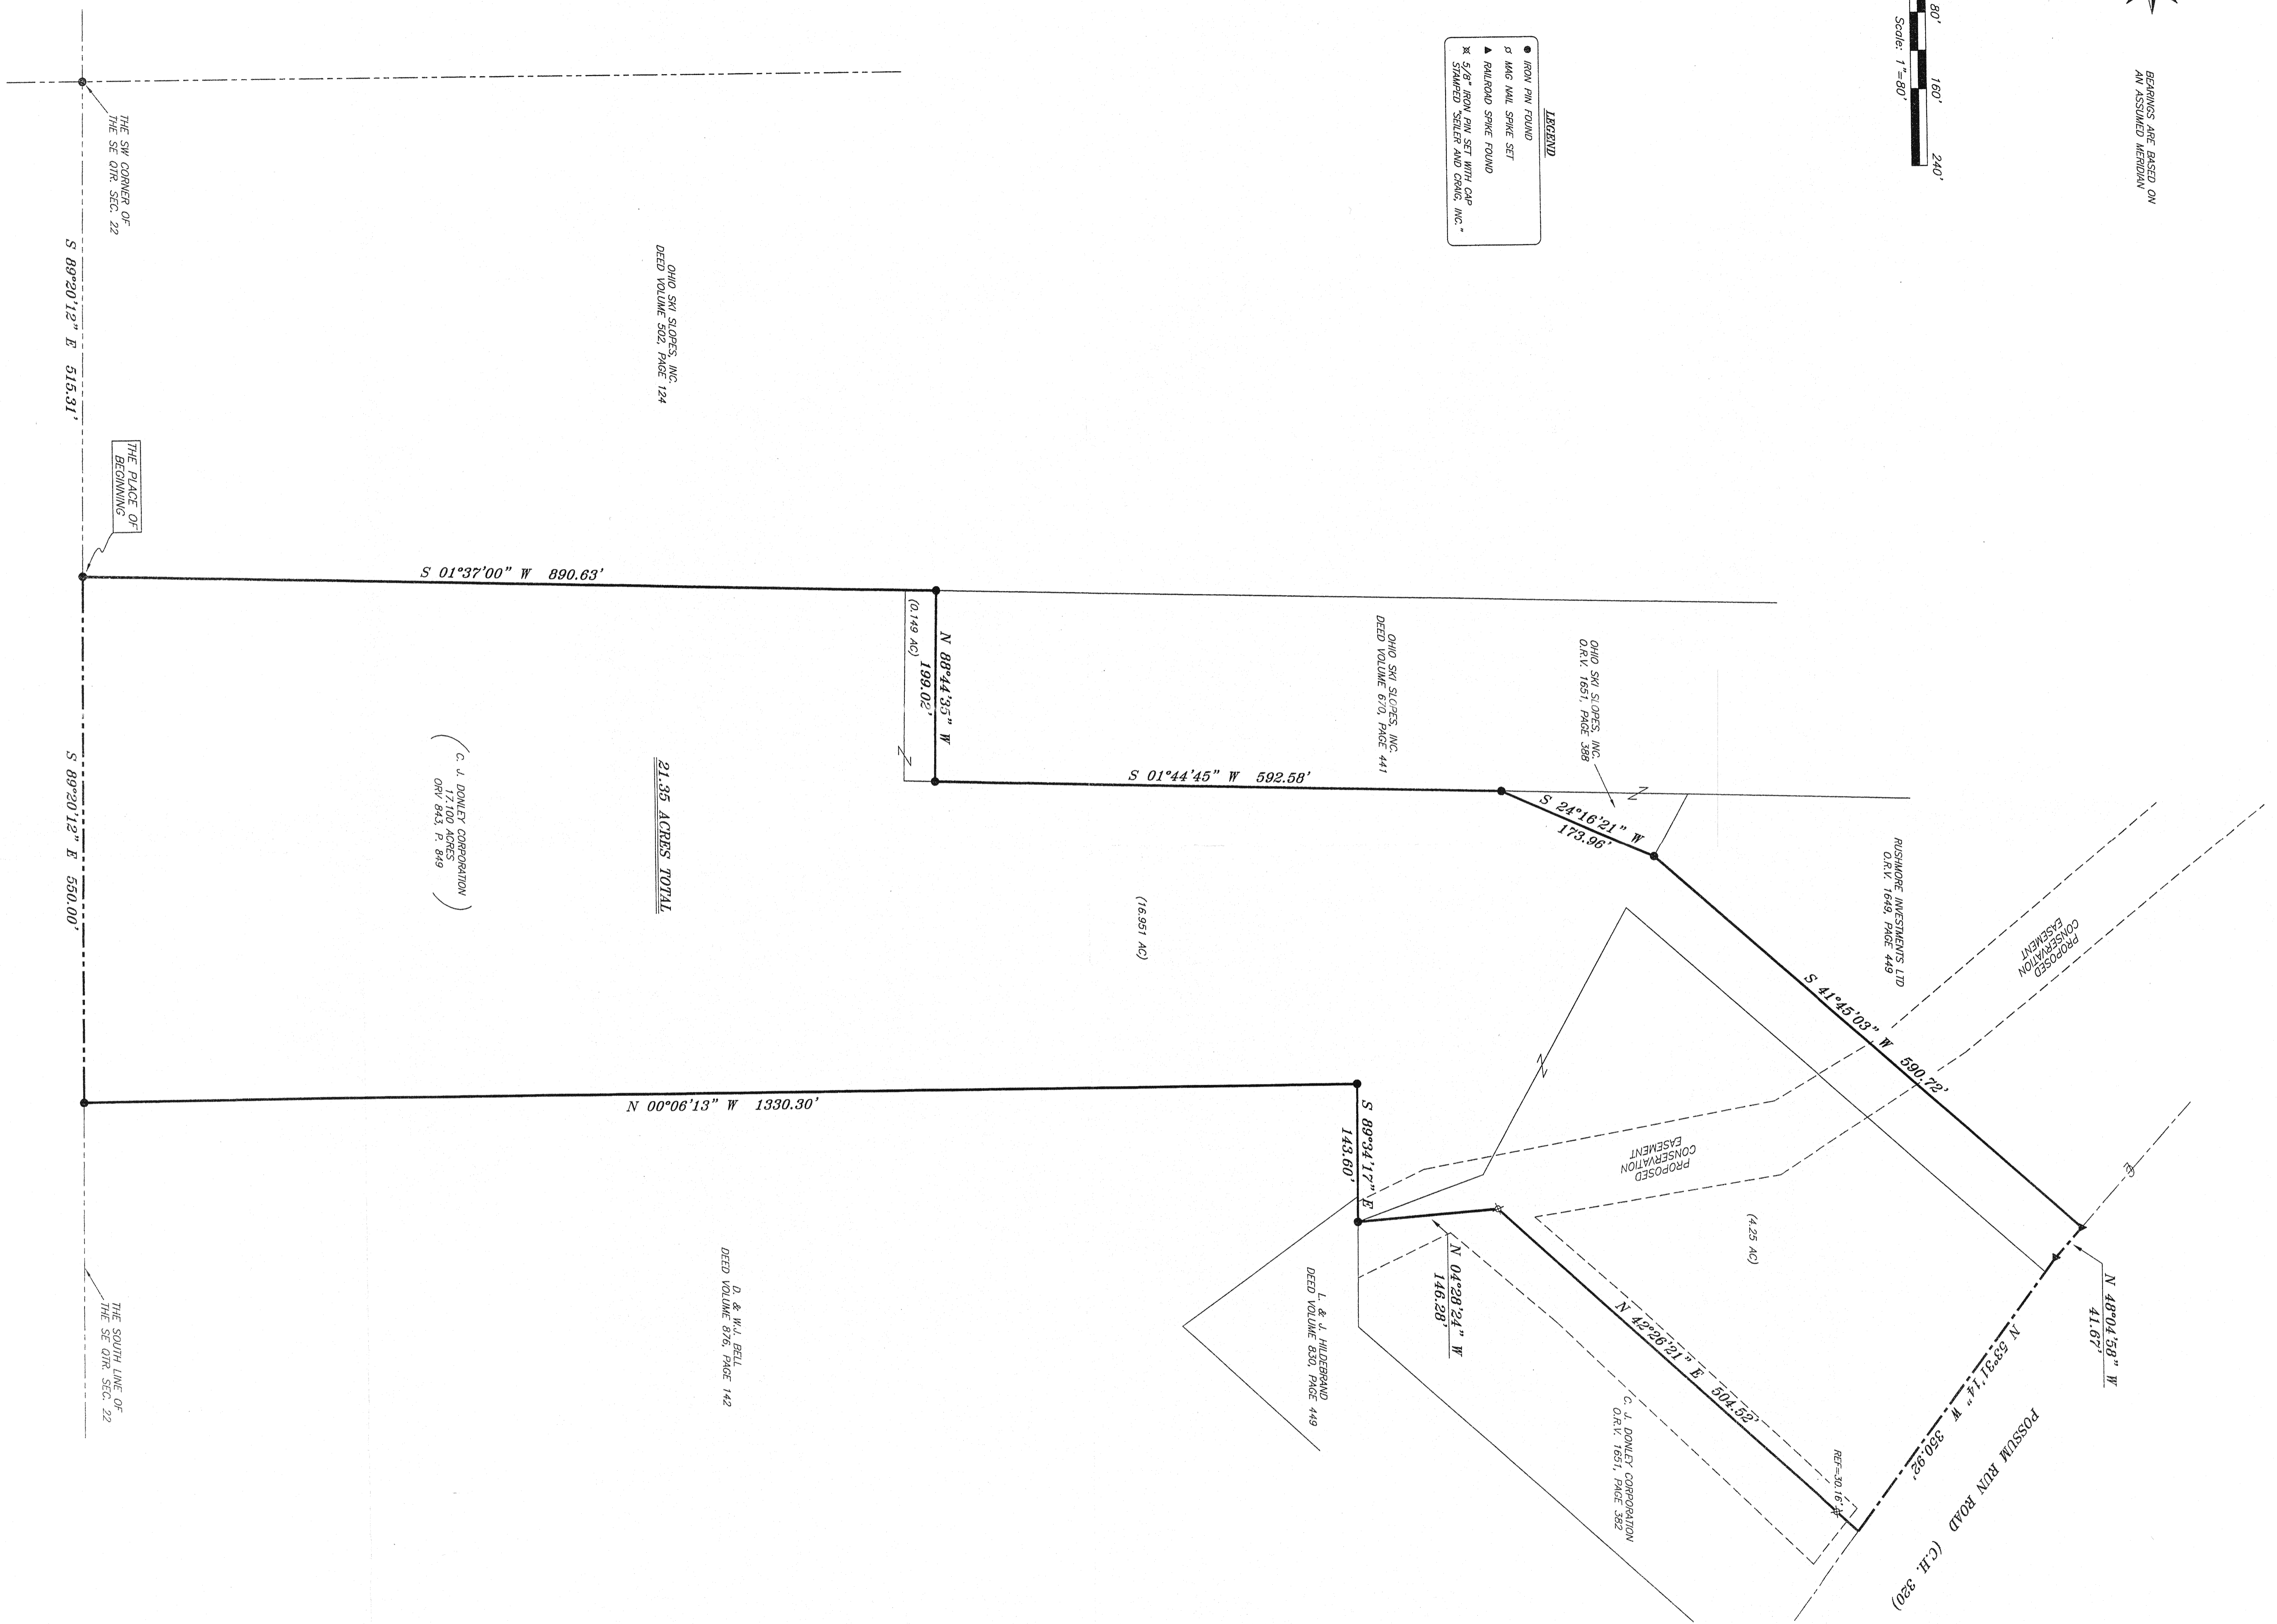 BEARINGS ARE BASED ON
AN ASSUMED MERIDIAN
80' 160' 240'
Scale: 1"=80'
LEGEND
IRON PIN FOUND
MAG NAIL SPIKE SET
RAILROAD SPIKE FOUND
5/8" IRON PIN SET WITH CAP
STAMPED "SEILER AND CRAIG, INC."
N 48°04'58" W
41.67'
POSSUM RUN ROAD (C.H. 320)
N 53°31'14" W 350.92'
PROPOSED
CONSERVATION
EASEMENT
RUSHMORE INVESTMENTS LTD
O.R.V. 1649, PAGE 449
S 41°45'03" W 590.72'
REF=30.16'
(4.25 AC)
PROPOSED
CONSERVATION
EASEMENT
N 42°26'21" E 504.52'
C. J. DONLEY CORPORATION
O.R.V. 1651, PAGE 382
OHIO SKI SLOPES, INC.
O.R.V. 1651, PAGE 388
S 24°16'21" W
173.96'
N 04°28'24" W
146.28'
OHIO SKI SLOPES, INC.
DEED VOLUME 670, PAGE 441
S 89°34'17" E
143.60'
L. & J. HILDEBRAND
DEED VOLUME 830, PAGE 449
S 01°44'45" W 592.58'
(16.951 AC)
N 88°44'35" W
199.02'
(0.149 AC)
D. & W.J. BELL
DEED VOLUME 876, PAGE 142
N 00°06'13" W 1330.30'
OHIO SKI SLOPES, INC.
DEED VOLUME 502, PAGE 124
21.35 ACRES TOTAL
S 01°37'00" W 890.63'
C. J. DONLEY CORPORATION
17.100 ACRES
ORV 843, P. 849
THE PLACE OF
BEGINNING
THE SW CORNER OF
THE SE QTR. SEC. 22
THE SOUTH LINE OF
THE SE QTR. SEC. 22
S 89°20'12" E 515.31'
S 89°20'12" E 550.00'